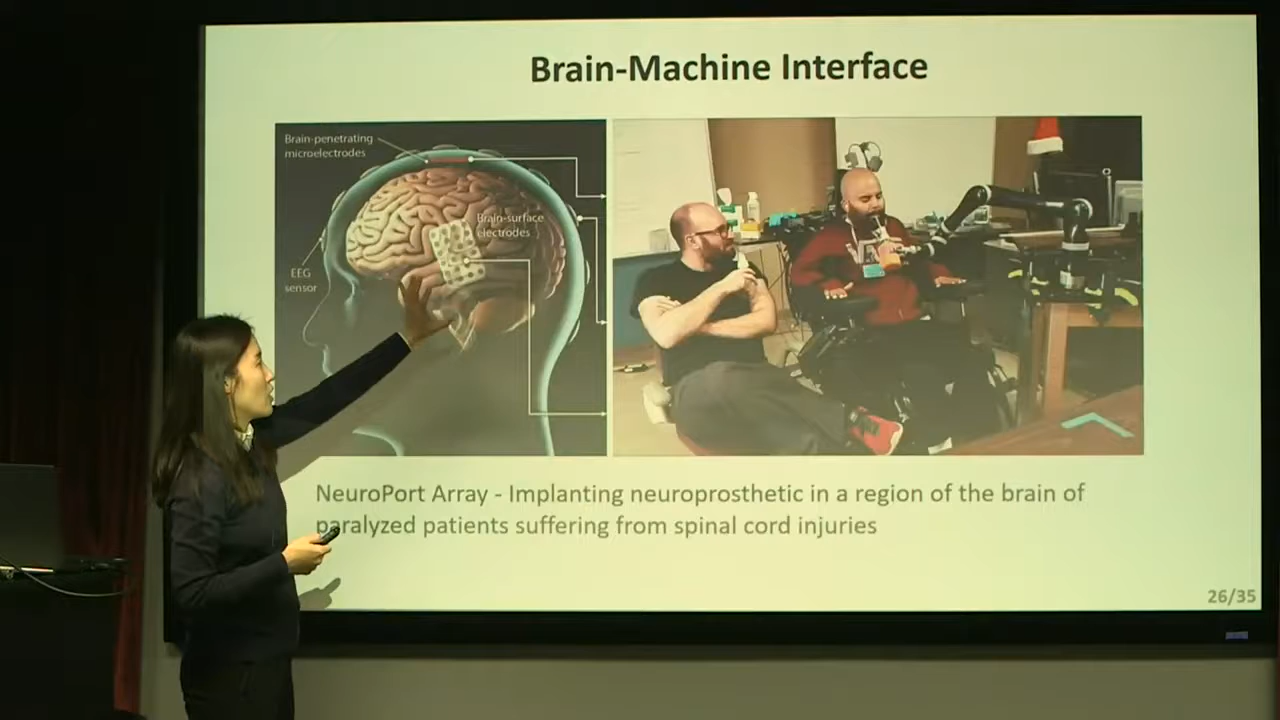 Brain-Machine Interface
Brain-penetrating
microelectrodes
Brain-surface
electrodes
EEG
sensor
NeuroPort Array - Implanting neuroprosthetic in a region of the brain of
paralyzed patients suffering from spinal cord injuries
26/35